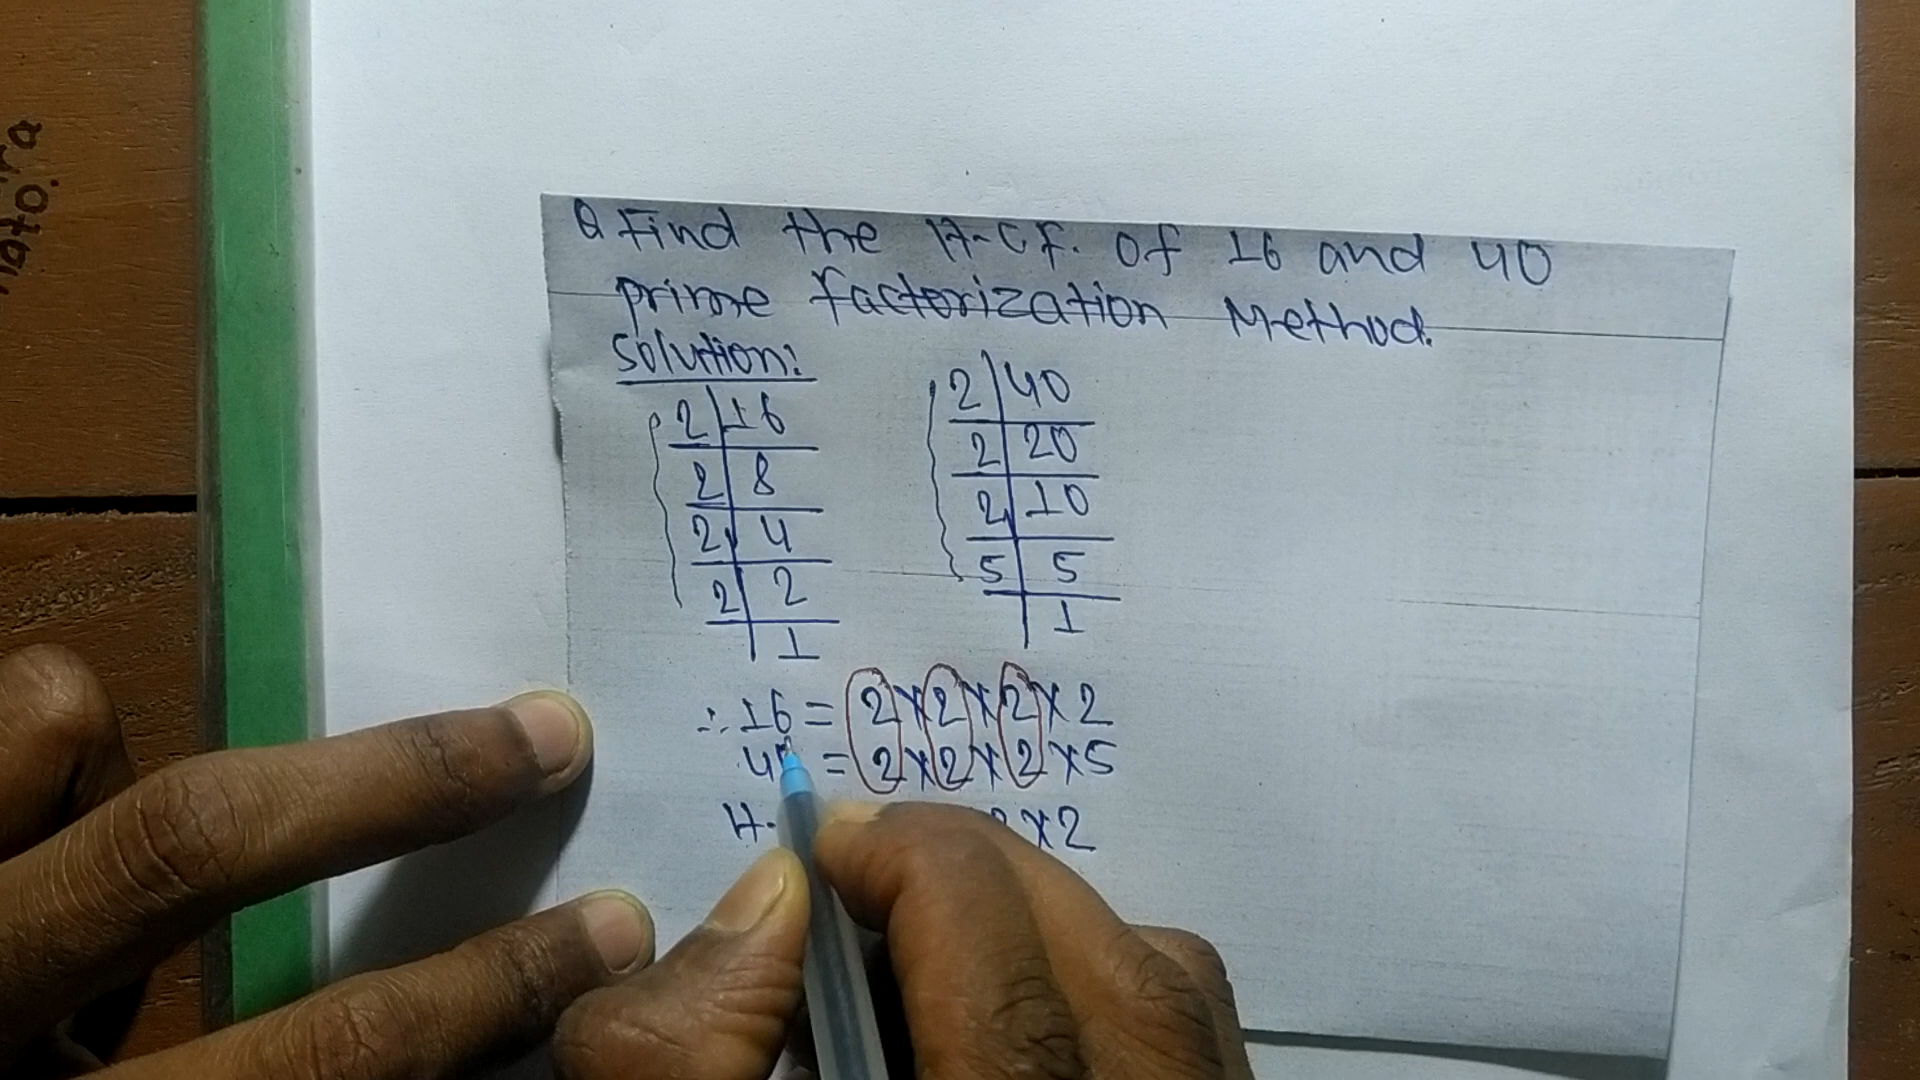 Q Find the H.C.F. Of 16 and 40
prime factorization Method.
Solution:
2 | 16
2 | 8
2 | 4
2 | 2
1
2 | 40
2 | 20
2 | 10
5 | 5
1
∴ 16 = 2 × 2 × 2 × 2
40 = 2 × 2 × 2 × 5
H. × 2